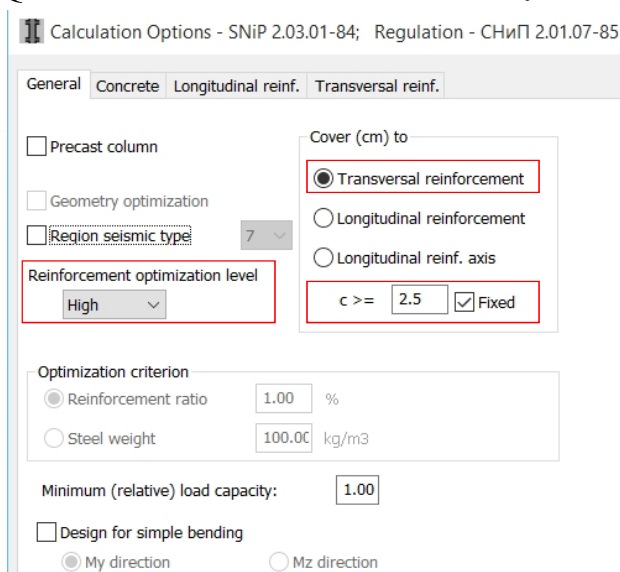 Calculation Options - SNiP 2.03.01-84; Regulation - СНиП 2.01.07-85
General Concrete Longitudinal reinf. Transversal reinf.
Precast column
Cover (cm) to
Transversal reinforcement
Geometry optimization
Longitudinal reinforcement
Region seismic type 7
Longitudinal reinf. axis
Reinforcement optimization level
High
c >= 2.5 Fixed
Optimization criterion
Reinforcement ratio 1.00 %
Steel weight 100.00 kg/m3
Minimum (relative) load capacity: 1.00
Design for simple bending
My direction Mz direction